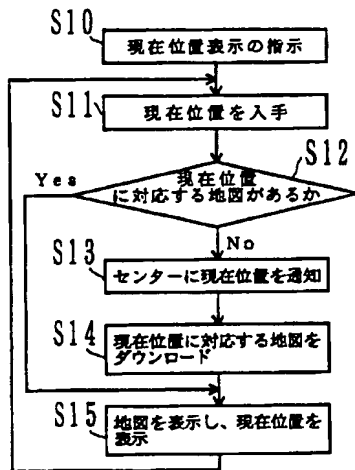 S10
現在位置表示の指示
S11
現在位置を入手
S12
現在位置
に対応する地図があるか
Yes
No
S13
センターに現在位置を通知
S14
現在位置に対応する地図を
ダウンロード
S15
地図を表示し、現在位置を
表示